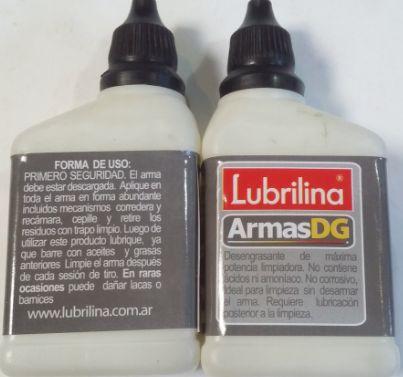 FORMA DE USO:
PRIMERO SEGURIDAD. El arma
debe estar descargada. Aplique en
toda el arma en forma abundante
incluidos mecanismos corredera y
recámara, cepille y retire los
residuos con trapo limpio. Luego de
utilizar este producto lubrique, ya
que barre con aceites y grasas
anteriores. Limpie el arma después
de cada sesión de tiro. En raras
ocasiones puede dañar lacas o
barnices
www.lubrilina.com.ar
Lubrilina®
ArmasDG
Desengrasante de máxima
potencia limpiadora. No contiene
ácidos ni amoníaco. No corrosivo,
Ideal para limpieza sin desarmar
el arma. Requiere lubricación
posterior a la limpieza.